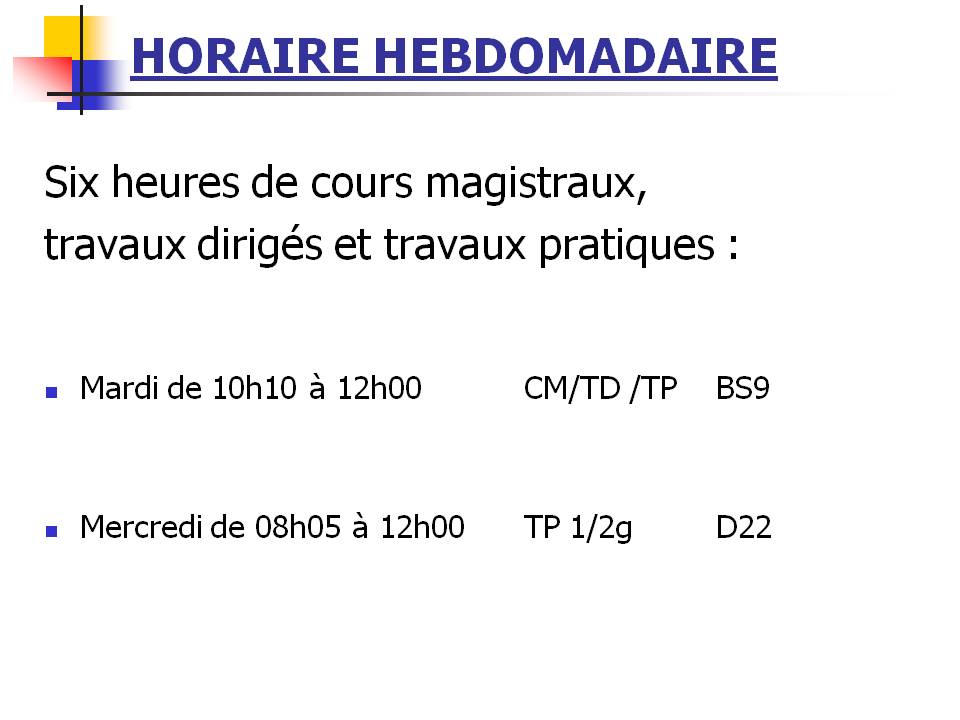 HORAIRE HEBDOMADAIRE
Six heures de cours magistraux,
travaux dirigés et travaux pratiques :
Mardi de 10h10 à 12h00 CM/TD /TP BS9
Mercredi de 08h05 à 12h00 TP 1/2g D22